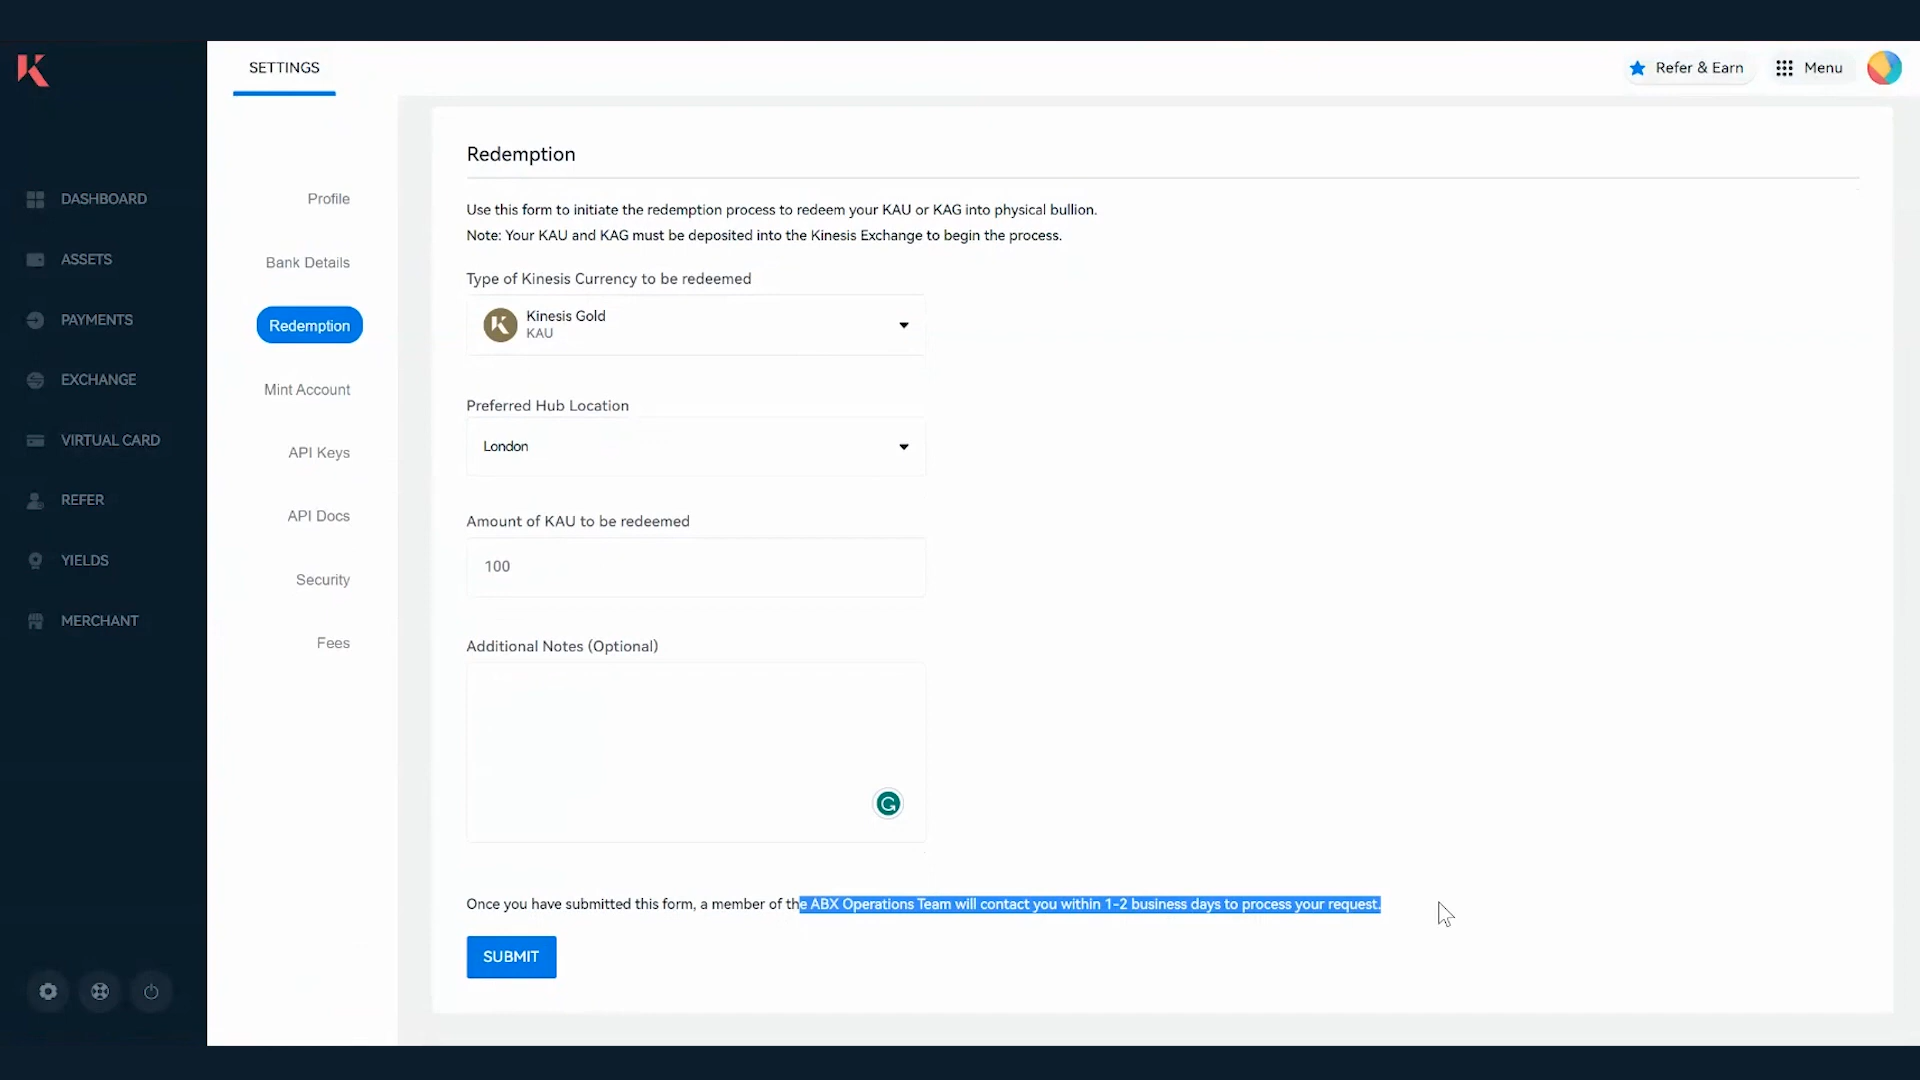 SETTINGS
Refer & Earn
Menu
DASHBOARD
ASSETS
PAYMENTS
EXCHANGE
VIRTUAL CARD
REFER
YIELDS
MERCHANT
Profile
Bank Details
Redemption
Mint Account
API Keys
API Docs
Security
Fees
Redemption
Use this form to initiate the redemption process to redeem your KAU or KAG into physical bullion.
Note: Your KAU and KAG must be deposited into the Kinesis Exchange to begin the process.
Type of Kinesis Currency to be redeemed
Kinesis Gold
KAU
Preferred Hub Location
London
Amount of KAU to be redeemed
100
Additional Notes (Optional)
Once you have submitted this form, a member of the ABX Operations Team will contact you within 1-2 business days to process your request.
SUBMIT